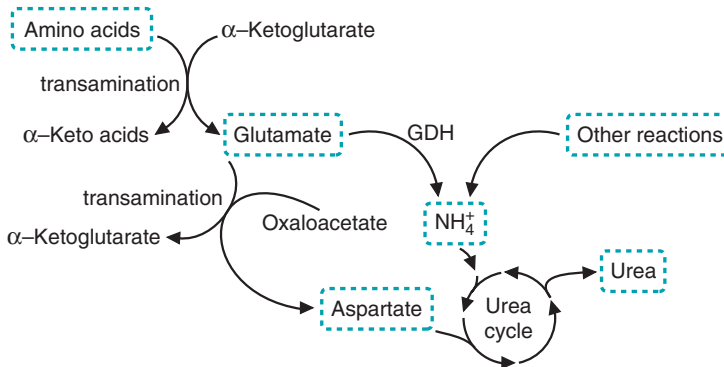 Amino acids
α–Ketoglutarate
transamination
α–Keto acids
Glutamate
GDH
Other reactions
transamination
Oxaloacetate
α–Ketoglutarate
NH₄⁺
Aspartate
Urea
cycle
Urea